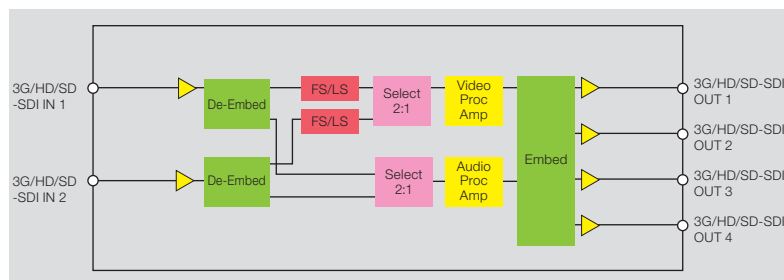 3G/HD/SD
-SDI IN 1
De-Embed
FS/LS
FS/LS
Select
2:1
Video
Proc
Amp
3G/HD/SD
-SDI IN 2
De-Embed
Select
2:1
Audio
Proc
Amp
Embed
3G/HD/SD-SDI
OUT 1
3G/HD/SD-SDI
OUT 2
3G/HD/SD-SDI
OUT 3
3G/HD/SD-SDI
OUT 4